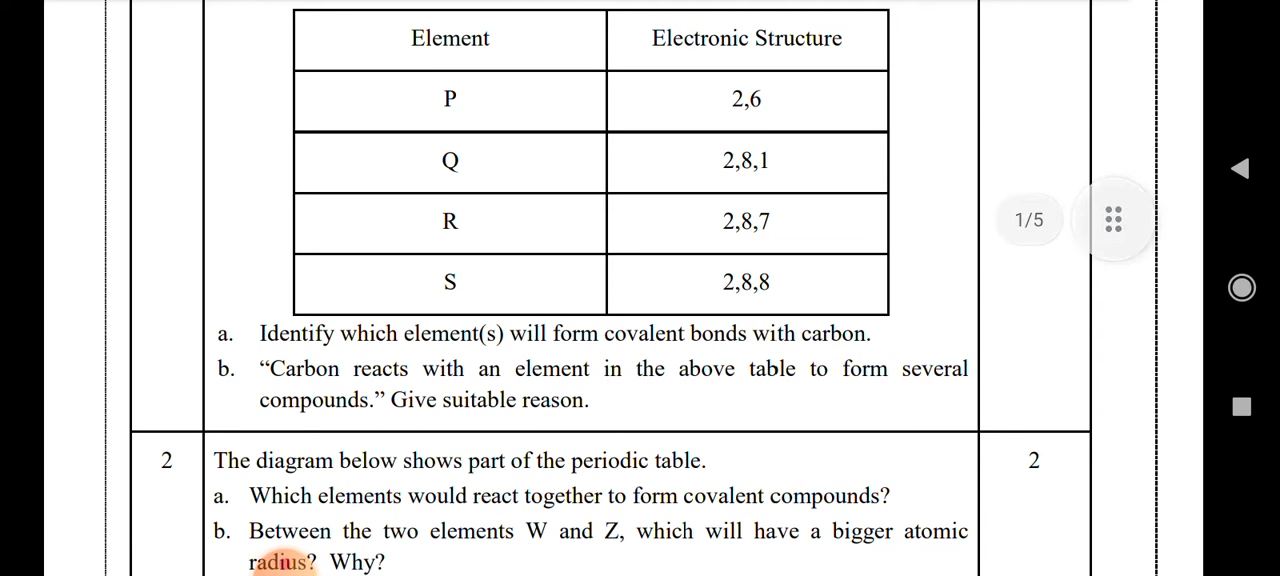 Element Electronic Structure
P 2,6
Q 2,8,1
R 2,8,7
S 2,8,8
a. Identify which element(s) will form covalent bonds with carbon.
b. “Carbon reacts with an element in the above table to form several
compounds.” Give suitable reason.
1/5
2 The diagram below shows part of the periodic table. 2
a. Which elements would react together to form covalent compounds?
b. Between the two elements W and Z, which will have a bigger atomic
radius? Why?